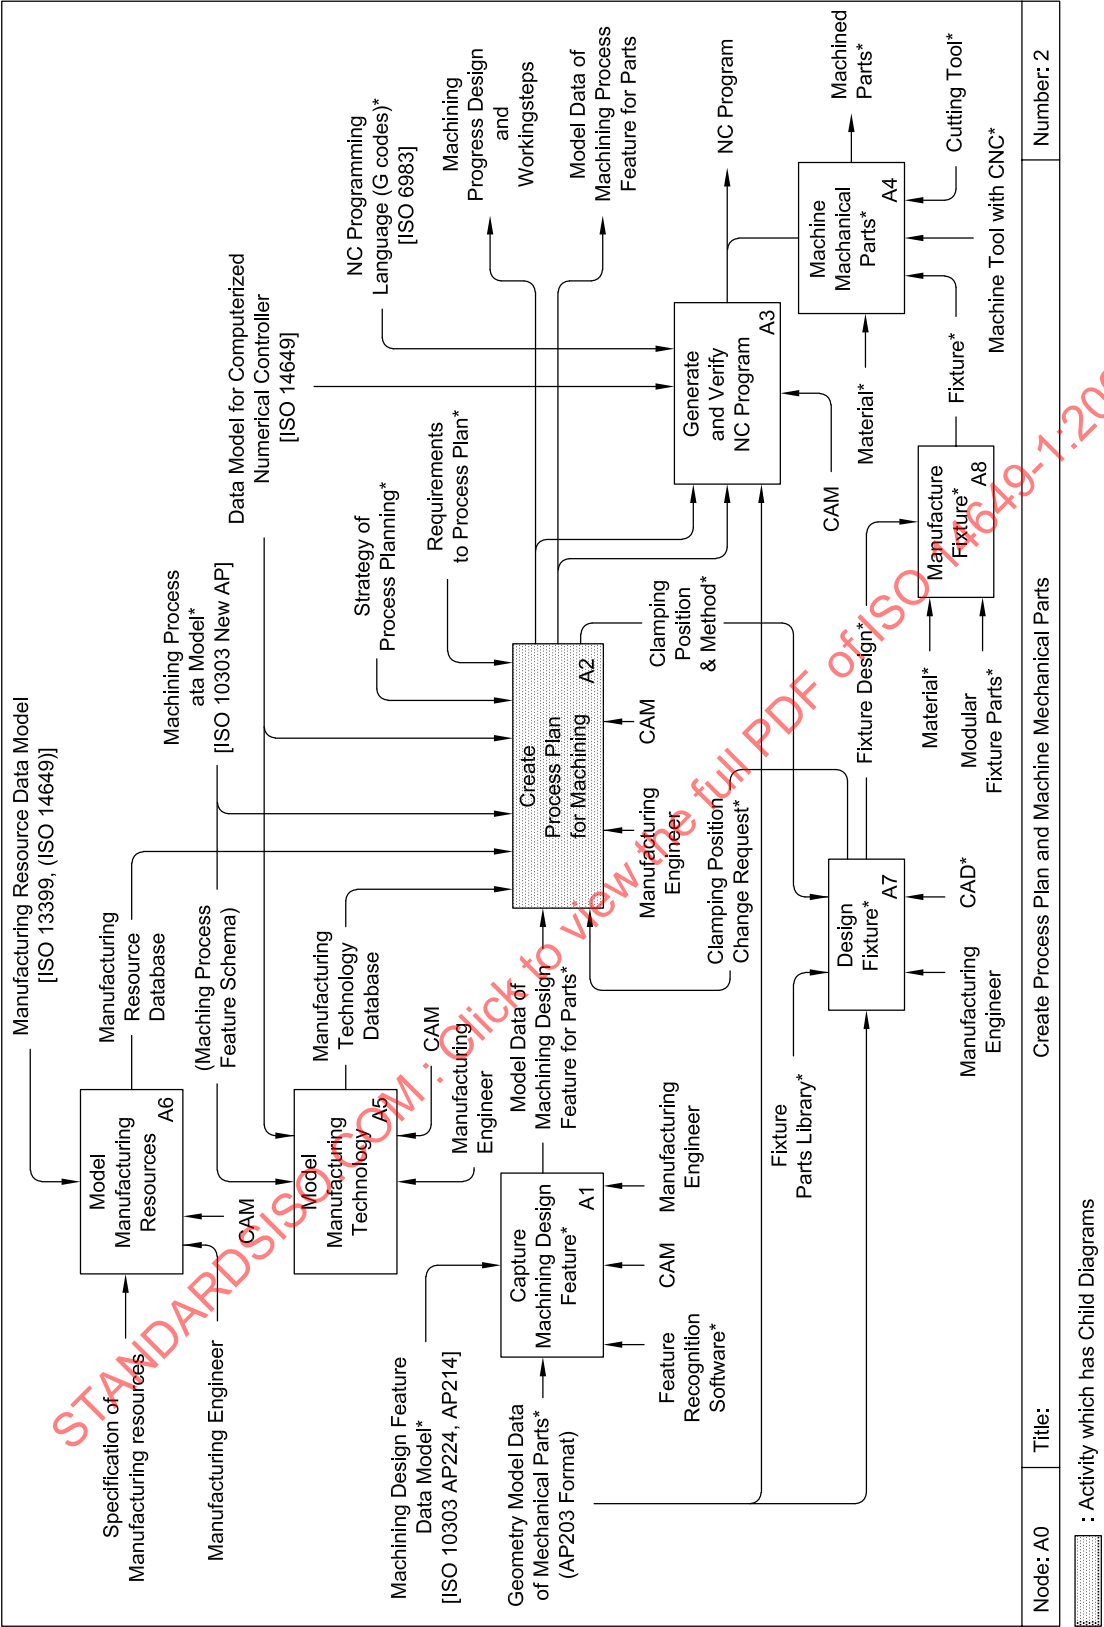 Manufacturing Resource Data Model
[ISO 13399, (ISO 14649)]
Machining Process
ata Model*
[ISO 10303 New AP]
Data Model for Computerized
Numerical Controller
[ISO 14649]
NC Programming
Language (G codes)*
[ISO 6983]
Specification of
Manufacturing resources
Manufacturing Engineer
Model
Manufacturing
Resources
A6
CAM
Manufacturing
Resource
Database
(Maching Process
Feature Schema)
Model
Manufacturing
Technology
A5
CAM
Manufacturing
Engineer
Manufacturing
Technology
Database
Strategy of
Process Planning*
Requirements
to Process Plan*
Machining
Progress Design
and
Workingsteps
Model Data of
Machining Process
Feature for Parts
Machining Design Feature
Data Model*
[ISO 10303 AP224, AP214]
Geometry Model Data
of Mechanical Parts*
(AP203 Format)
Capture
Machining Design
Feature*
A1
Feature
Recognition
Software*
CAM
Manufacturing
Engineer
Model Data of
Machining Design
Feature for Parts*
Create
Process Plan
for Machining
A2
Manufacturing
Engineer
CAM
Clamping Position
Change Request*
Clamping
Position
& Method*
Generate
and Verify
NC Program
A3
CAM
NC Program
Fixture
Parts Library*
Design
Fixture*
A7
Manufacturing
Engineer
CAD*
Fixture Design*
Material*
Modular
Fixture Parts*
Manufacture
Fixture*
A8
Fixture*
Material*
Machine
Machanical
Parts*
A4
Machined
Parts*
Machine Tool with CNC*
Cutting Tool*
Node: A0
Title:
Create Process Plan and Machine Mechanical Parts
Number: 2
: Activity which has Child Diagrams
STANDARDSISO.COM : Click to view the full PDF of ISO 14649-1:20